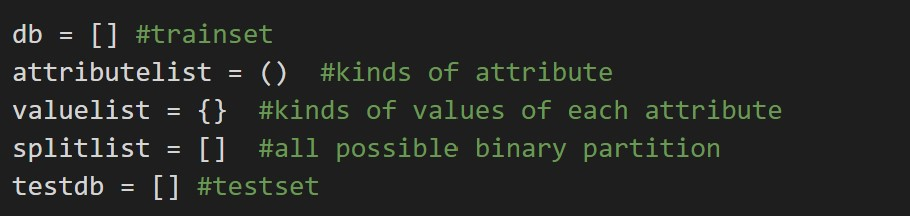 db = [] #trainset
attributelist = ()  #kinds of attribute
valuelist = {}  #kinds of values of each attribute
splitlist = []  #all possible binary partition
testdb = [] #testset